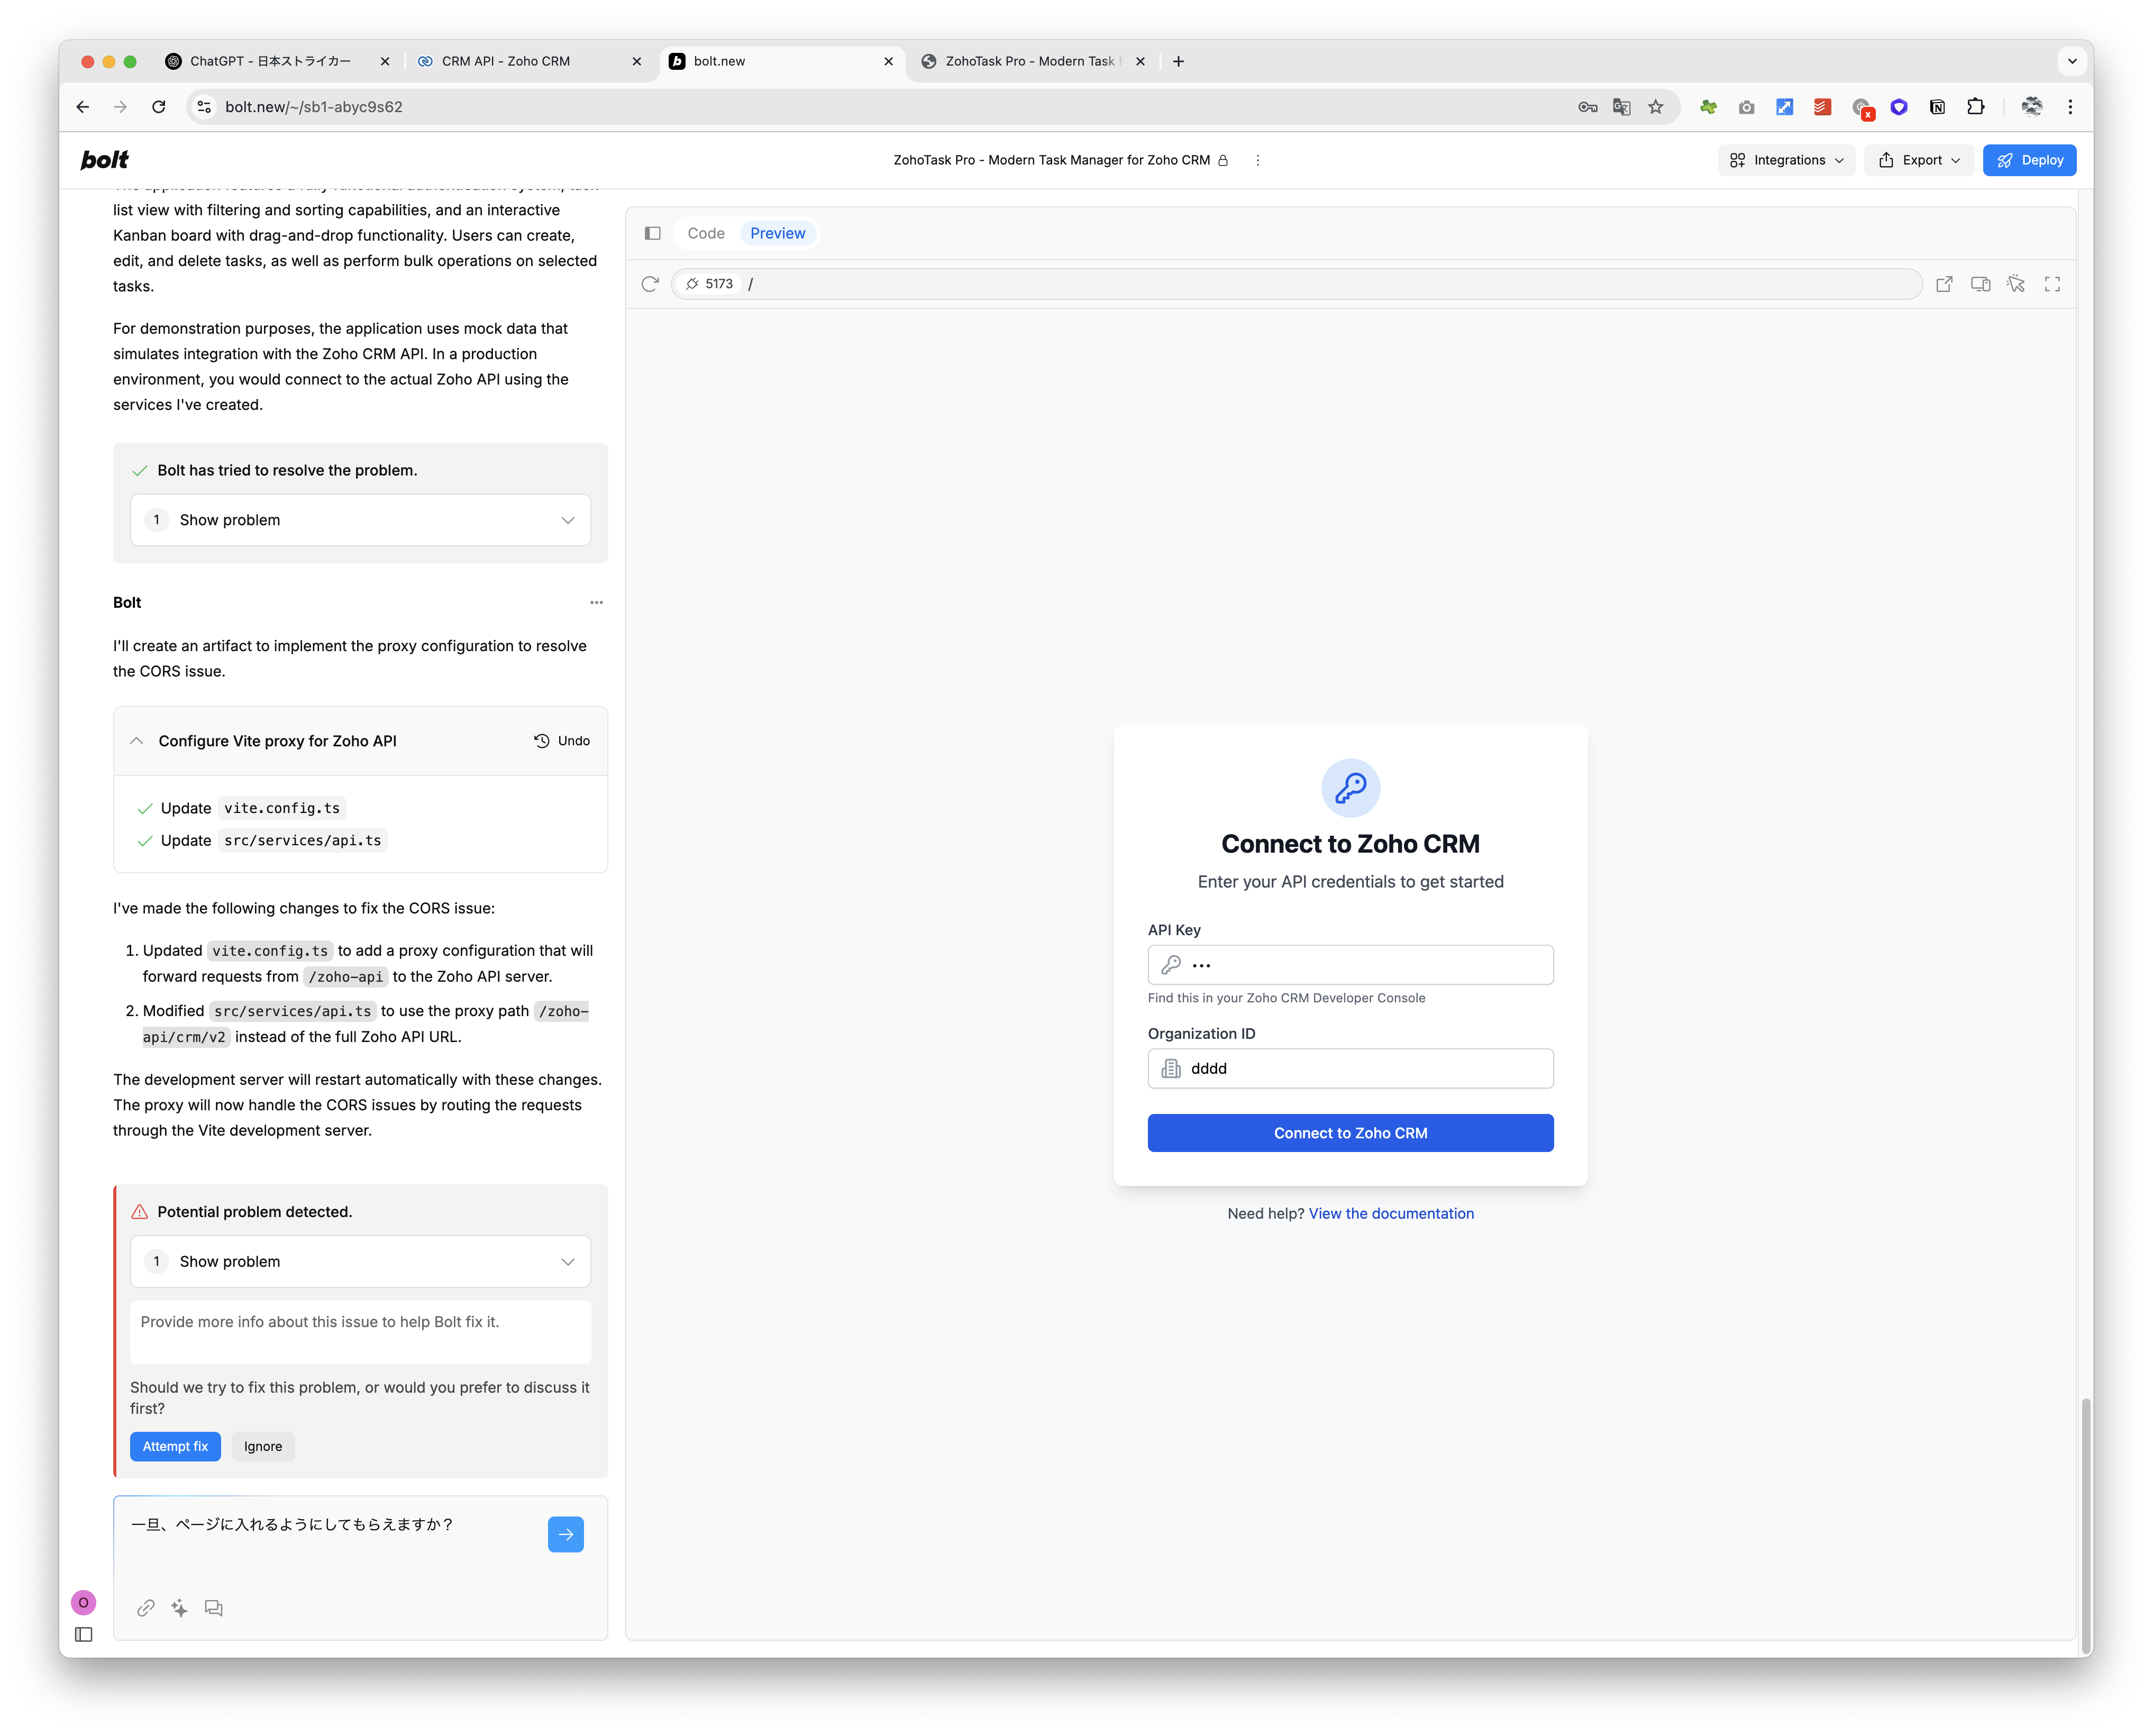 ChatGPT - 日本ストライカー
CRM API - Zoho CRM
bolt.new
ZohoTask Pro - Modern Task
bolt.new/~/sb1-abyc9s62
bolt
ZohoTask Pro - Modern Task Manager for Zoho CRM
Integrations
Export
Deploy
list view with filtering and sorting capabilities, and an interactive
Kanban board with drag-and-drop functionality. Users can create,
edit, and delete tasks, as well as perform bulk operations on selected
tasks.
For demonstration purposes, the application uses mock data that
simulates integration with the Zoho CRM API. In a production
environment, you would connect to the actual Zoho API using the
services I've created.
Bolt has tried to resolve the problem.
1 Show problem
Bolt
I'll create an artifact to implement the proxy configuration to resolve
the CORS issue.
Configure Vite proxy for Zoho API
Undo
Update vite.config.ts
Update src/services/api.ts
I've made the following changes to fix the CORS issue:
1. Updated vite.config.ts to add a proxy configuration that will
forward requests from /zoho-api to the Zoho API server.
2. Modified src/services/api.ts to use the proxy path /zoho-
api/crm/v2 instead of the full Zoho API URL.
The development server will restart automatically with these changes.
The proxy will now handle the CORS issues by routing the requests
through the Vite development server.
Potential problem detected.
1 Show problem
Provide more info about this issue to help Bolt fix it.
Should we try to fix this problem, or would you prefer to discuss it
first?
Attempt fix
Ignore
一旦、ページに入れるようにしてもらえますか？
O
Code
Preview
5173 /
Connect to Zoho CRM
Enter your API credentials to get started
API Key
•••
Find this in your Zoho CRM Developer Console
Organization ID
dddd
Connect to Zoho CRM
Need help? View the documentation